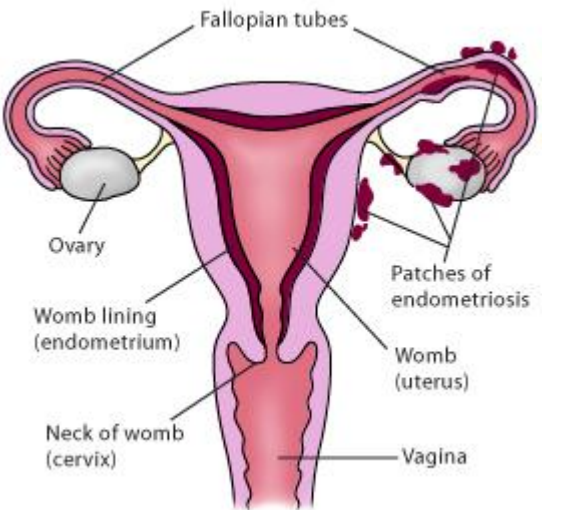 Fallopian tubes
Ovary
Patches of
endometriosis
Womb lining
(endometrium)
Womb
(uterus)
Neck of womb
(cervix)
Vagina